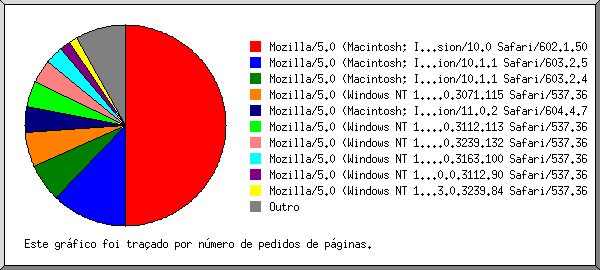 Mozilla/5.0 (Macintosh; I...sion/10.0 Safari/602.1.50
Mozilla/5.0 (Macintosh; I...ion/10.1.1 Safari/603.2.5
Mozilla/5.0 (Macintosh; I...ion/10.1.1 Safari/603.2.4
Mozilla/5.0 (Windows NT 1....0.3071.115 Safari/537.36
Mozilla/5.0 (Macintosh; I...ion/11.0.2 Safari/604.4.7
Mozilla/5.0 (Windows NT 1....0.3112.113 Safari/537.36
Mozilla/5.0 (Windows NT 1....0.3239.132 Safari/537.36
Mozilla/5.0 (Windows NT 1....0.3163.100 Safari/537.36
Mozilla/5.0 (Windows NT 1...0.0.3112.90 Safari/537.36
Mozilla/5.0 (Windows NT 1...3.0.3239.84 Safari/537.36
Outro
Este gráfico foi traçado por número de pedidos de páginas.